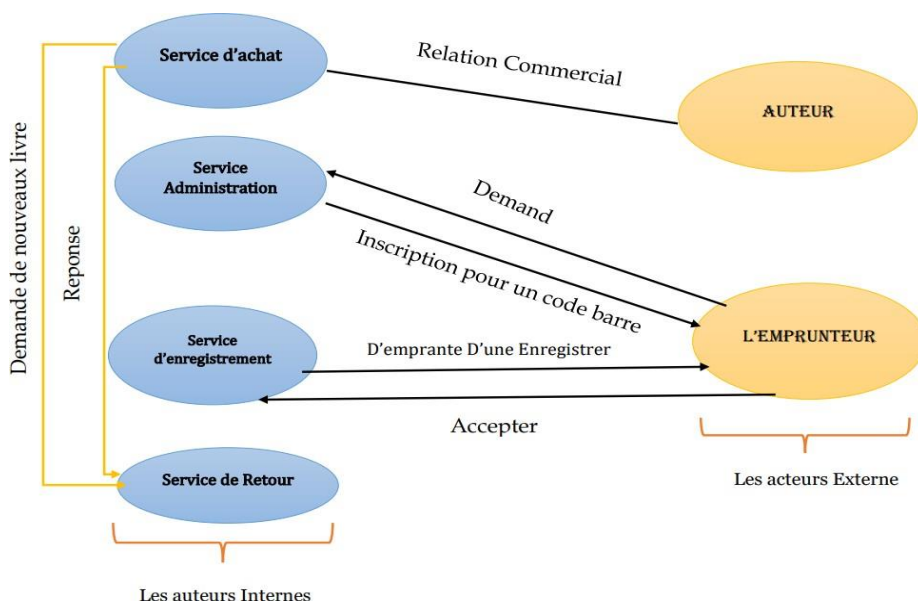 Service d'achat
Relation Commercial
AUTEUR
Service
Administration
Demand
Inscription pour un code barre
Demande de nouveaux livre
Reponse
Service
d'enregistrement
D'emprante D'une Enregistrer
L'EMPRUNTEUR
Accepter
Service de Retour
Les acteurs Externe
Les auteurs Internes